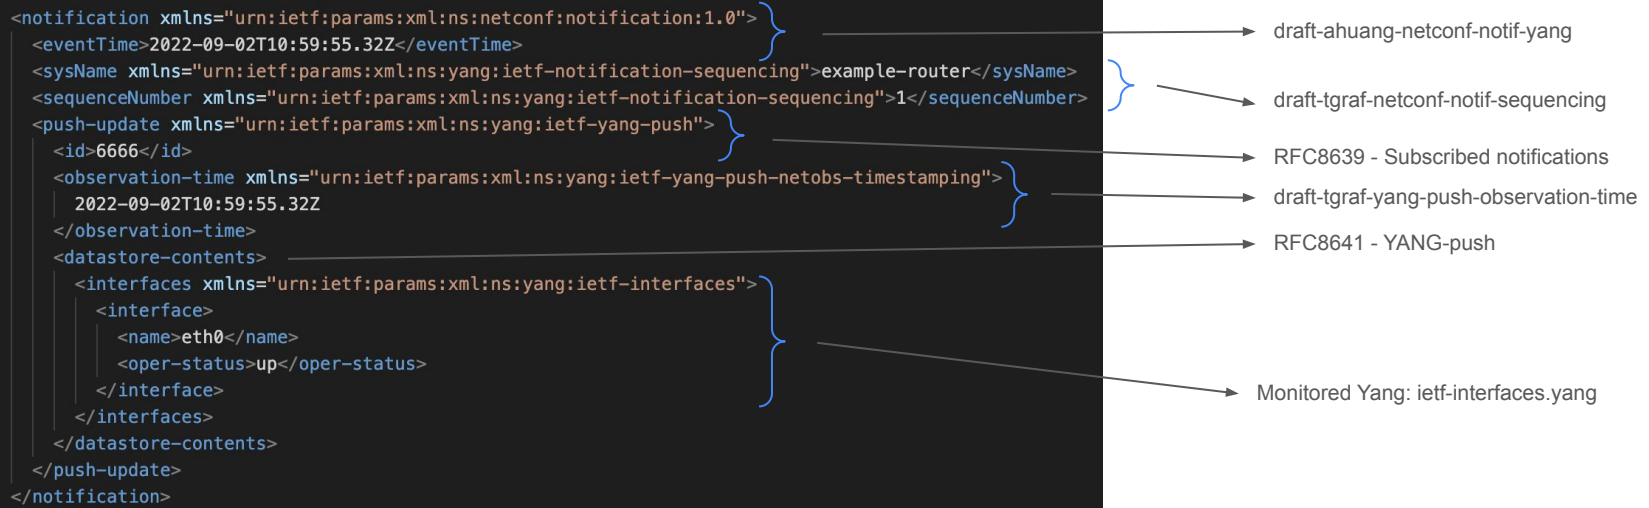 <notification xmlns="urn:ietf:params:xml:ns:netconf:notification:1.0">
<eventTime>2022-09-02T10:59:55.32Z</eventTime>
<sysName xmlns="urn:ietf:params:xml:ns:yang:ietf-notification-sequencing">example-router</sysName>
<sequenceNumber xmlns="urn:ietf:params:xml:ns:yang:ietf-notification-sequencing">1</sequenceNumber>
<push-update xmlns="urn:ietf:params:xml:ns:yang:ietf-yang-push">
<id>6666</id>
<observation-time xmlns="urn:ietf:params:xml:ns:yang:ietf-yang-push-netobs-timestamping">
2022-09-02T10:59:55.32Z
</observation-time>
<datastore-contents>
<interfaces xmlns="urn:ietf:params:xml:ns:yang:ietf-interfaces">
<interface>
<name>eth0</name>
<oper-status>up</oper-status>
</interface>
</interfaces>
</datastore-contents>
</push-update>
</notification>
draft-ahuang-netconf-notif-yang
draft-tgraf-netconf-notif-sequencing
RFC8639 - Subscribed notifications
draft-tgraf-yang-push-observation-time
RFC8641 - YANG-push
Monitored Yang: ietf-interfaces.yang